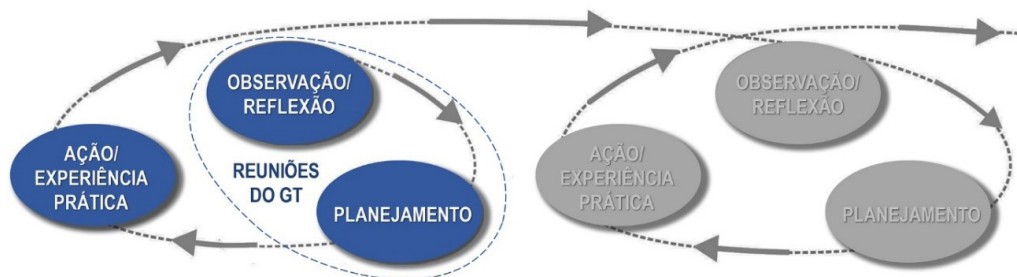 OBSERVAÇÃO/
REFLEXÃO
AÇÃO/
EXPERIÊNCIA
PRÁTICA
REUNIÕES
DO GT
PLANEJAMENTO
OBSERVAÇÃO/
REFLEXÃO
AÇÃO/
EXPERIÊNCIA
PRÁTICA
PLANEJAMENTO